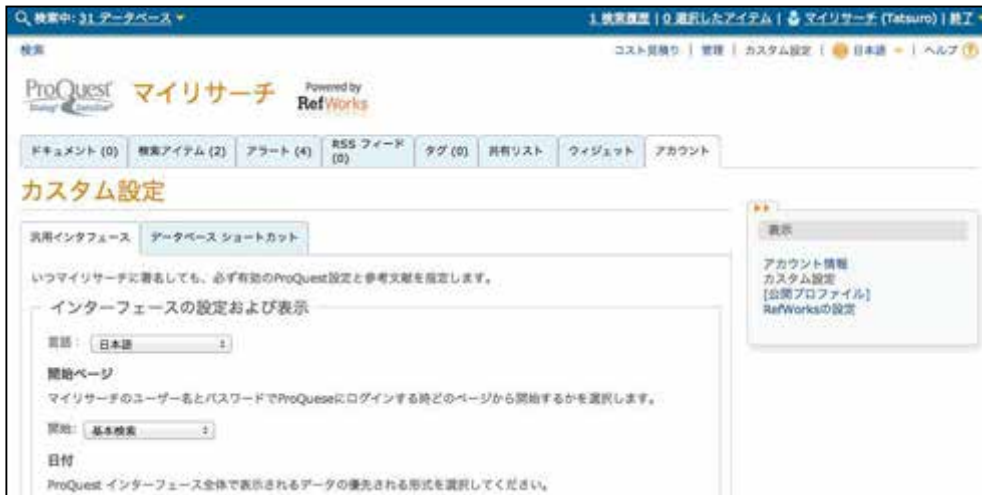 検索中: 31 データベース
1 検索履歴 | 0 選択したアイテム | マイリサーチ (Tatsuro) | 終了
検索
コスト見積り | 管理 | カスタム設定 | 日本語 | ヘルプ ?
ProQuest
マイリサーチ
Powered by
RefWorks
ドキュメント (0) 検索アイテム (2) アラート (4) RSS フィード (0) タグ (0) 共有リスト ウィジェット アカウント
カスタム設定
表示
汎用インタフェース データベース ショートカット
アカウント情報
カスタム設定
[公開プロファイル]
RefWorksの設定
いつマイリサーチに署名しても、必ず有効のProQuest設定と参考文献を指定します。
インターフェースの設定および表示
言語: 日本語
開始ページ
マイリサーチのユーザー名とパスワードでProQueseにログインする時どのページから開始するかを選択します。
開始: 基本検索
日付
ProQuest インターフェース全体で表示されるデータの優先される形式を選択してください。